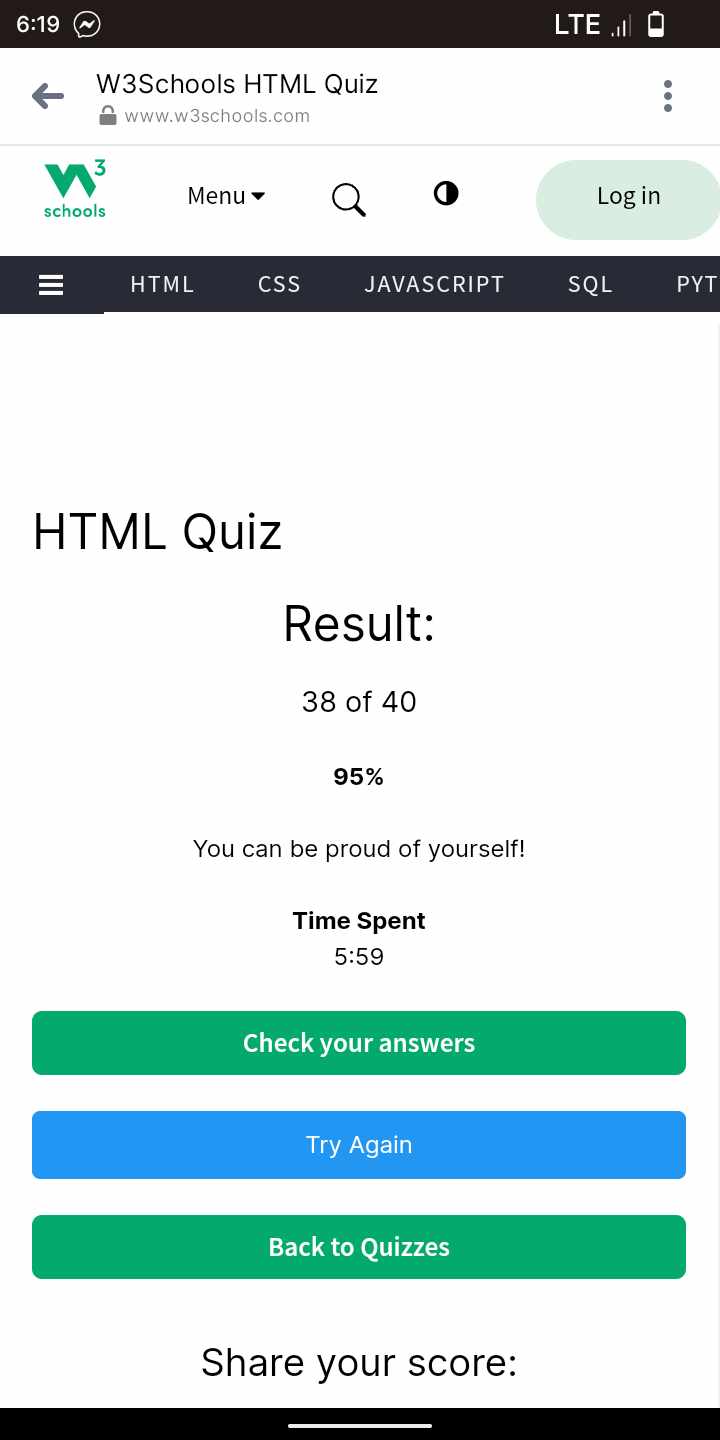 6:19 LTE
W3Schools HTML Quiz
www.w3schools.com
W3 schools Menu Log in
HTML CSS JAVASCRIPT SQL PYT
HTML Quiz
Result:
38 of 40
95%
You can be proud of yourself!
Time Spent
5:59
Check your answers
Try Again
Back to Quizzes
Share your score: